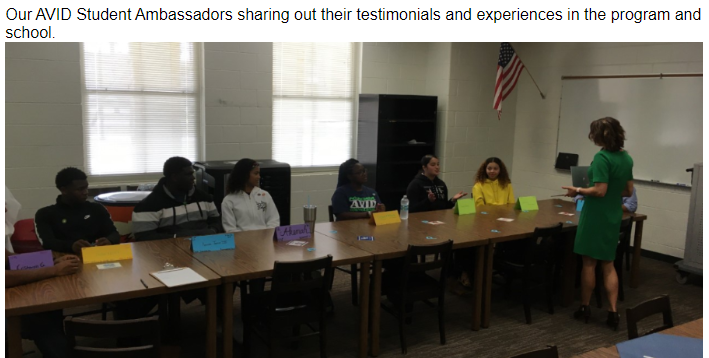 Our AVID Student Ambassadors sharing out their testimonials and experiences in the program and
school.
AVID